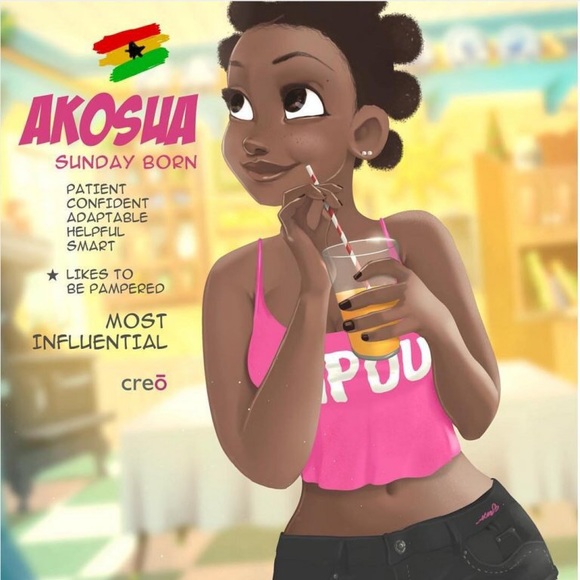 AKOSUA
SUNDAY BORN
PATIENT
CONFIDENT
ADAPTABLE
HELPFUL
SMART
★ LIKES TO
BE PAMPERED
MOST
INFLUENTIAL
creō